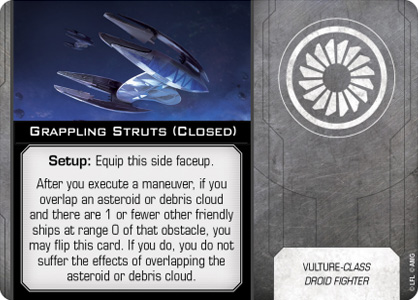 Grappling Struts (Closed)
Setup: Equip this side faceup.
After you execute a maneuver, if you
overlap an asteroid or debris cloud
and there are 1 or fewer other friendly
ships at range 0 of that obstacle, you
may flip this card. If you do, you do not
suffer the effects of overlapping the
asteroid or debris cloud.
VULTURE-CLASS
DROID FIGHTER
©LFL ©AMG